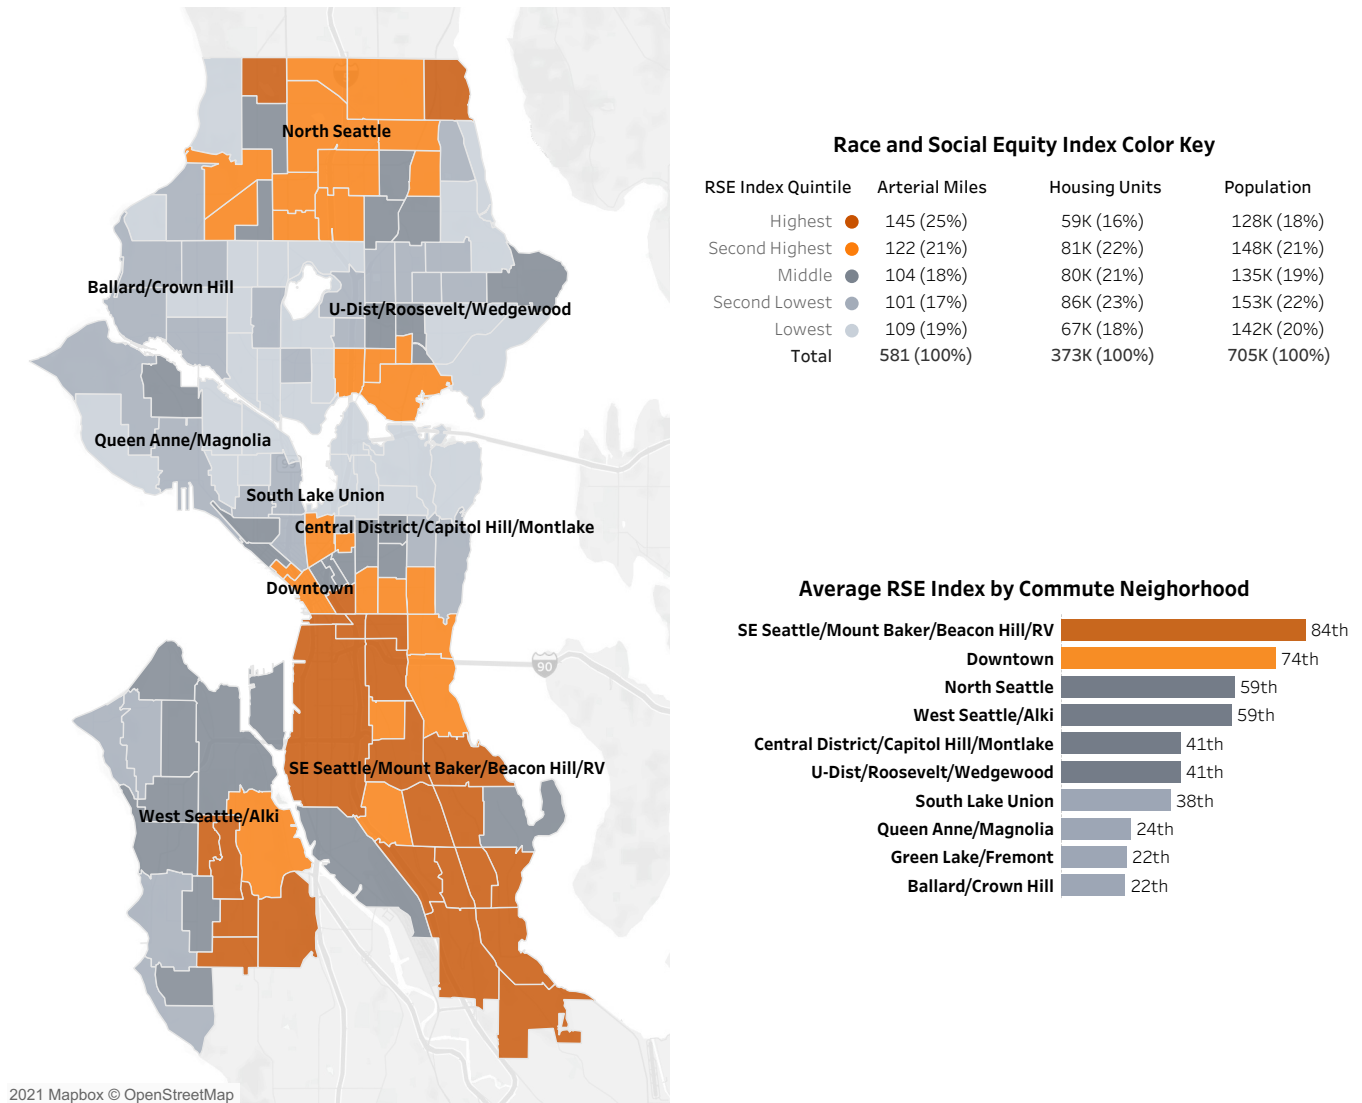 North Seattle
Ballard/Crown Hill
U-Dist/Roosevelt/Wedgewood
Queen Anne/Magnolia
South Lake Union
Central District/Capitol Hill/Montlake
Downtown
90
SE Seattle/Mount Baker/Beacon Hill/RV
West Seattle/Alki
2021 Mapbox © OpenStreetMap
Race and Social Equity Index Color Key
RSE Index Quintile Arterial Miles Housing Units Population
Highest 145 (25%) 59K (16%) 128K (18%)
Second Highest 122 (21%) 81K (22%) 148K (21%)
Middle 104 (18%) 80K (21%) 135K (19%)
Second Lowest 101 (17%) 86K (23%) 153K (22%)
Lowest 109 (19%) 67K (18%) 142K (20%)
Total 581 (100%) 373K (100%) 705K (100%)
Average RSE Index by Commute Neighorhood
SE Seattle/Mount Baker/Beacon Hill/RV 84th
Downtown 74th
North Seattle 59th
West Seattle/Alki 59th
Central District/Capitol Hill/Montlake 41th
U-Dist/Roosevelt/Wedgewood 41th
South Lake Union 38th
Queen Anne/Magnolia 24th
Green Lake/Fremont 22th
Ballard/Crown Hill 22th